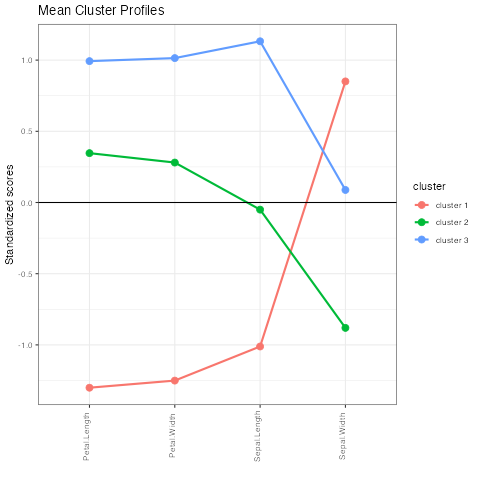 Mean Cluster Profiles
Standardized scores
1.0
0.5
0.0
-0.5
-1.0
Petal.Length
Petal.Width
Sepal.Length
Sepal.Width
cluster
cluster 1
cluster 2
cluster 3